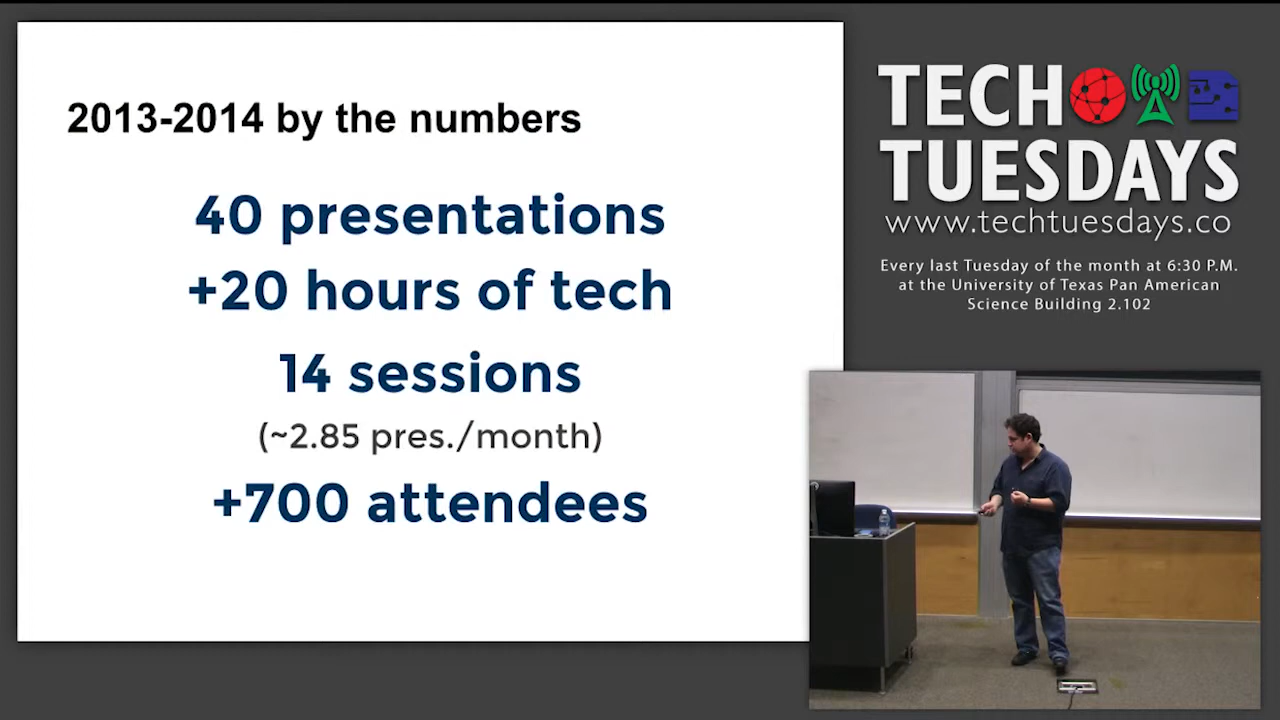 2013-2014 by the numbers
40 presentations
+20 hours of tech
14 sessions
(~2.85 pres./month)
+700 attendees
TECH
TUESDAYS
www.techtuesdays.co
Every last Tuesday of the month at 6:30 P.M.
at the University of Texas Pan American
Science Building 2.102